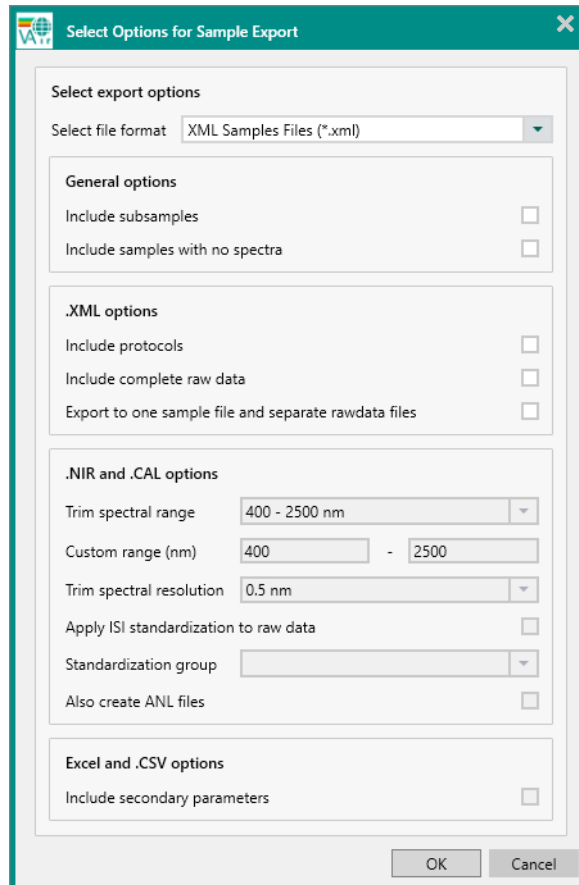 VA
Select Options for Sample Export
Select export options
Select file format XML Samples Files (*.xml)
General options
Include subsamples
Include samples with no spectra
.XML options
Include protocols
Include complete raw data
Export to one sample file and separate rawdata files
.NIR and .CAL options
Trim spectral range 400 - 2500 nm
Custom range (nm) 400 - 2500
Trim spectral resolution 0.5 nm
Apply ISI standardization to raw data
Standardization group
Also create ANL files
Excel and .CSV options
Include secondary parameters
OK Cancel